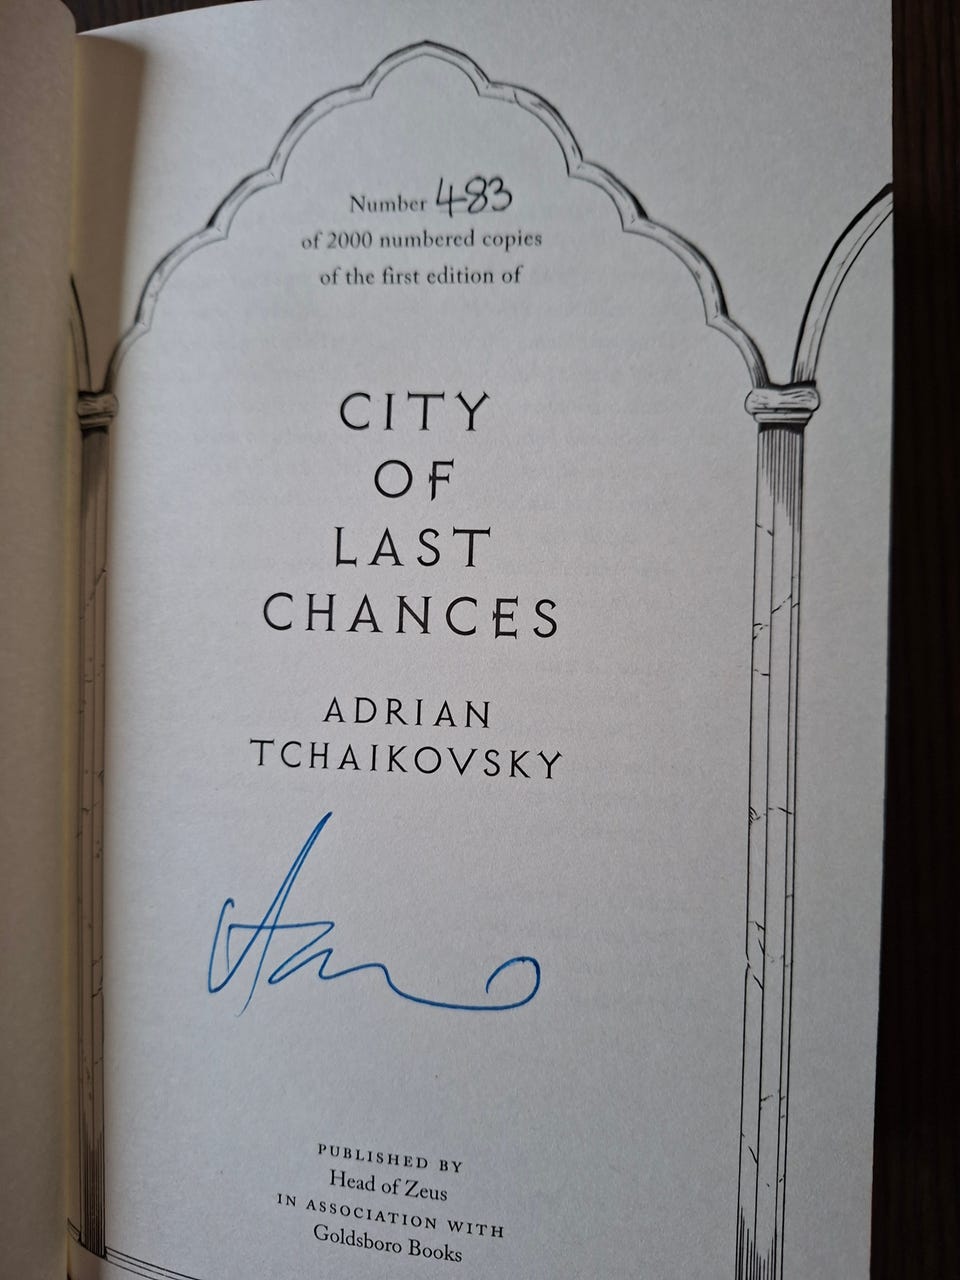 Number 483
of 2000 numbered copies
of the first edition of
CITY
OF
LAST
CHANCES
ADRIAN
TCHAIKOVSKY
PUBLISHED BY
Head of Zeus
IN ASSOCIATION WITH
Goldsboro Books